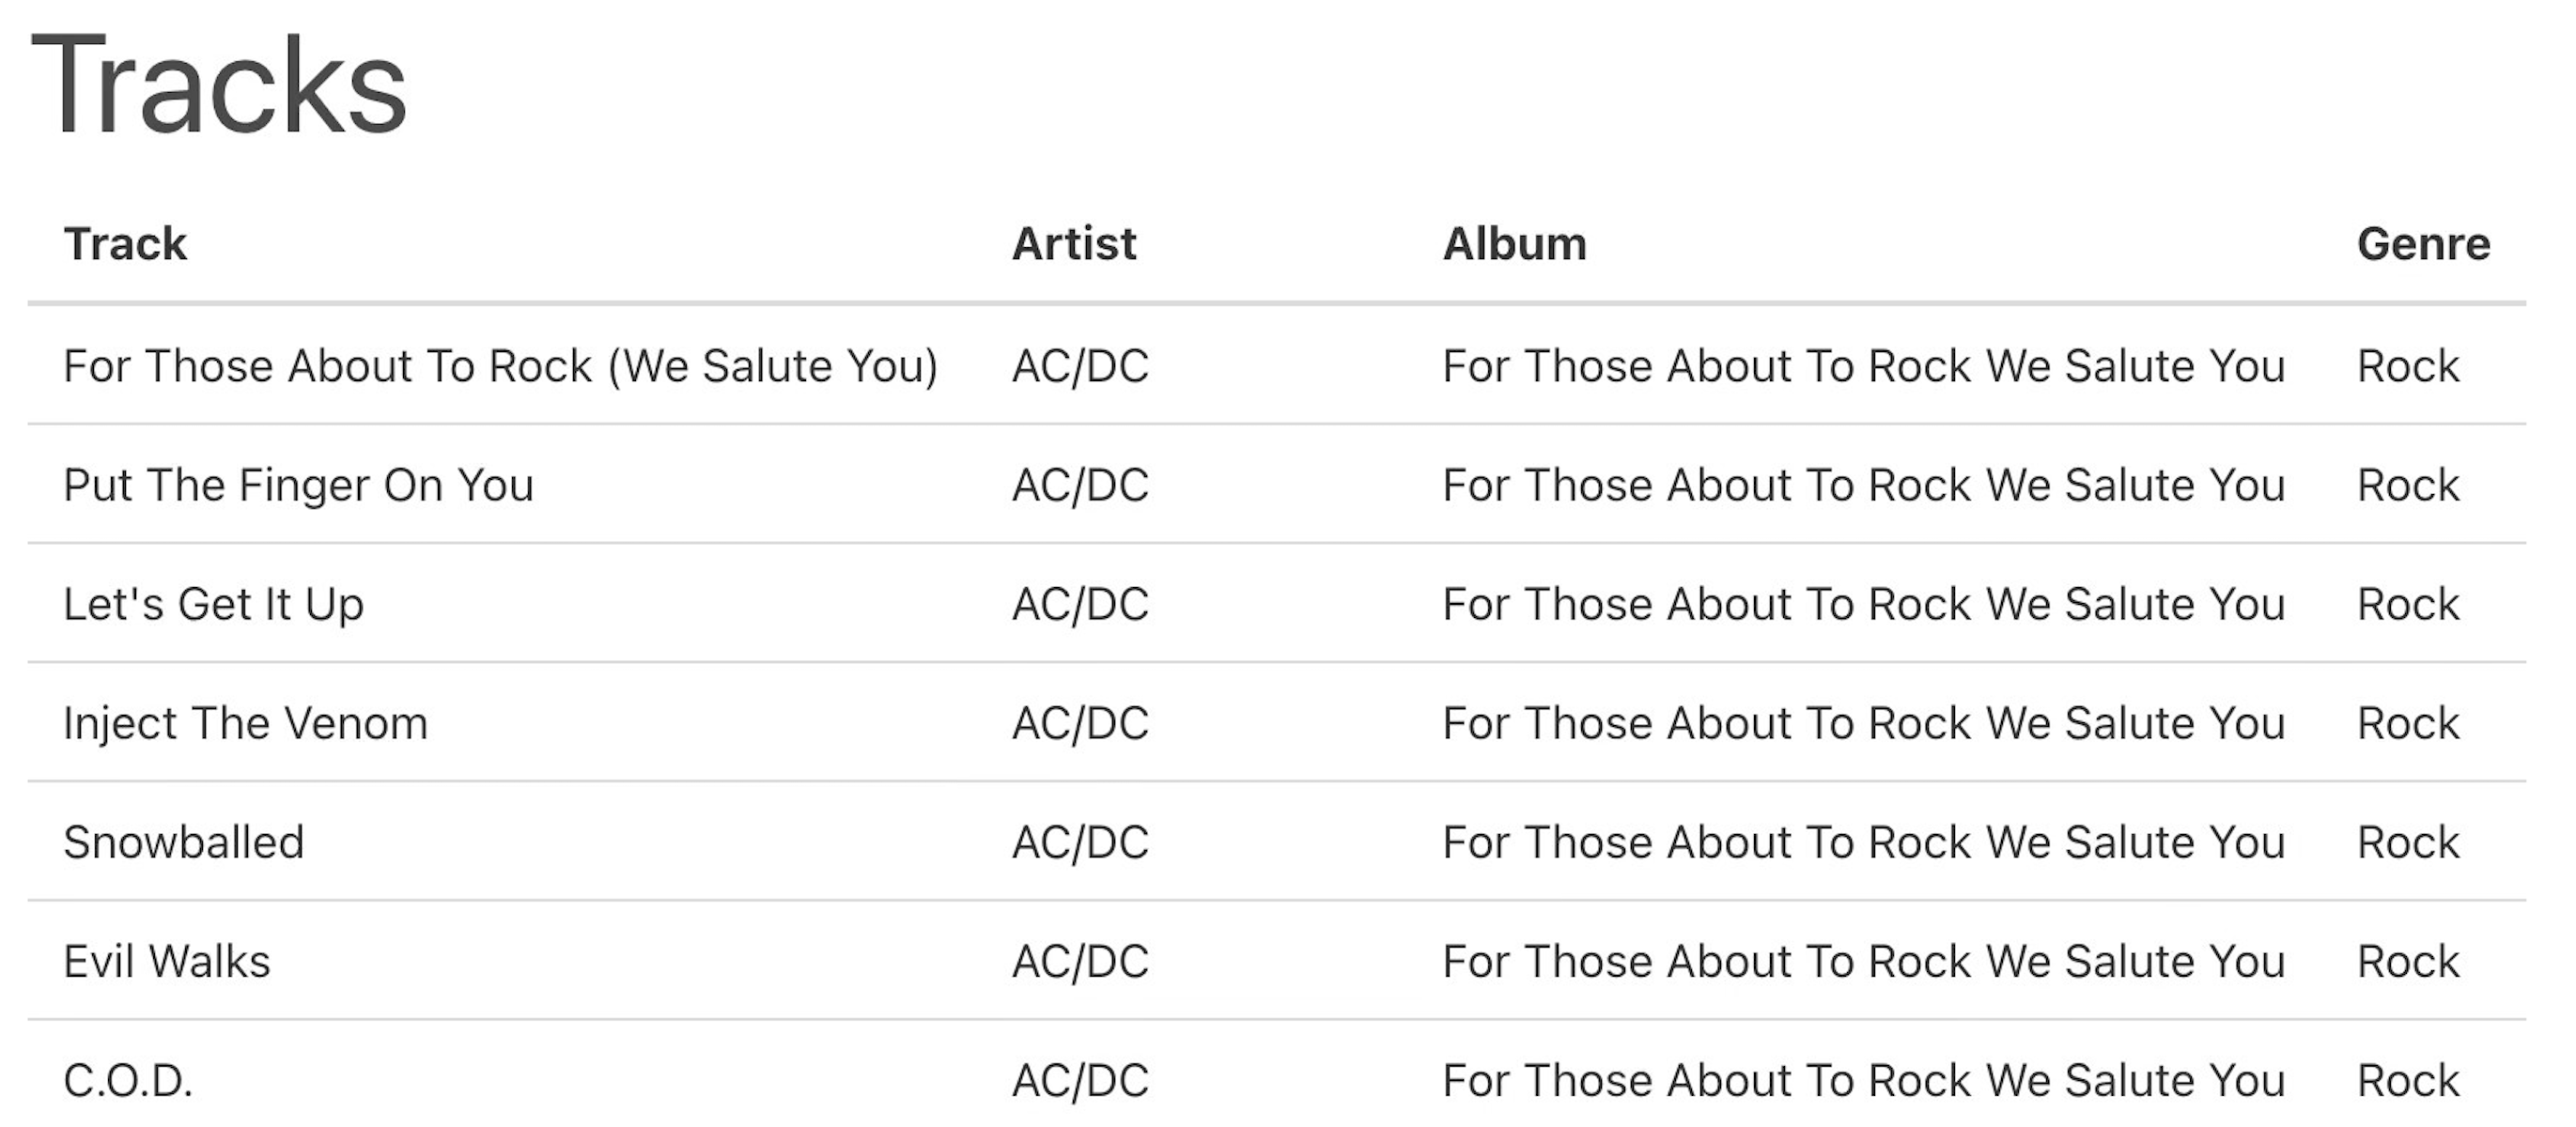 Tracks
Track Artist Album Genre
For Those About To Rock (We Salute You) AC/DC For Those About To Rock We Salute You Rock
Put The Finger On You AC/DC For Those About To Rock We Salute You Rock
Let's Get It Up AC/DC For Those About To Rock We Salute You Rock
Inject The Venom AC/DC For Those About To Rock We Salute You Rock
Snowballed AC/DC For Those About To Rock We Salute You Rock
Evil Walks AC/DC For Those About To Rock We Salute You Rock
C.O.D. AC/DC For Those About To Rock We Salute You Rock